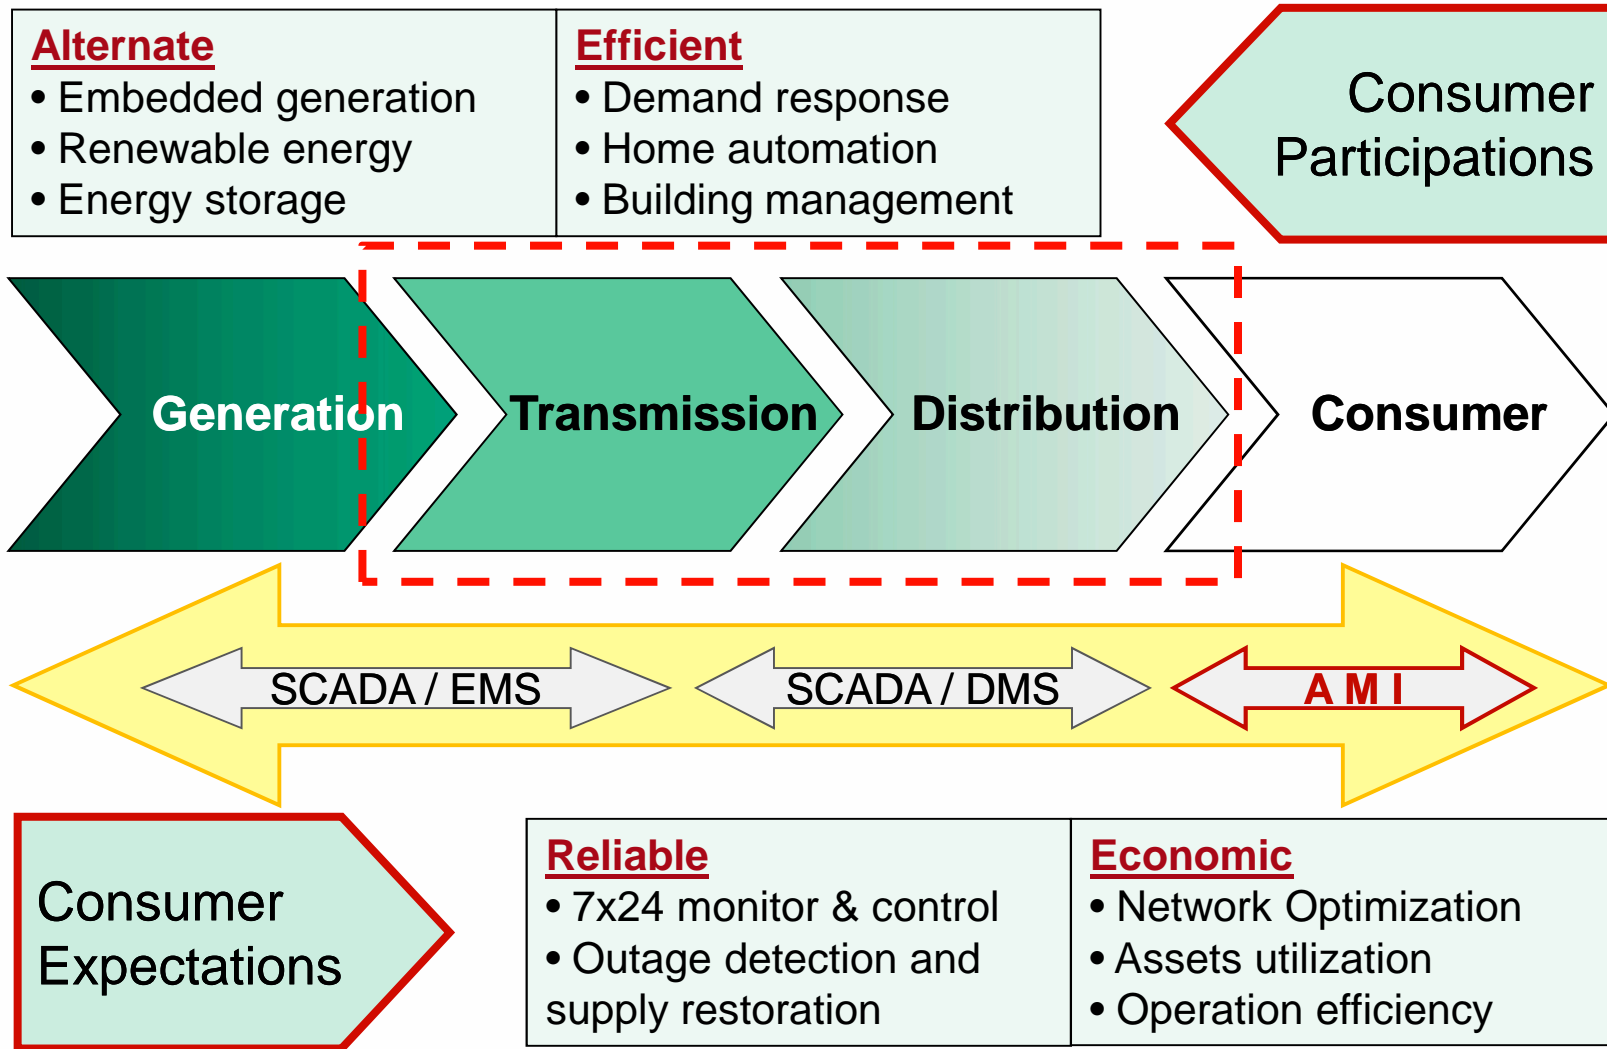 Alternate
• Embedded generation
• Renewable energy
• Energy storage
Efficient
• Demand response
• Home automation
• Building management
Consumer
Participations
Generation
Transmission
Distribution
Consumer
SCADA / EMS
SCADA / DMS
A M I
Consumer
Expectations
Reliable
• 7x24 monitor & control
• Outage detection and
supply restoration
Economic
• Network Optimization
• Assets utilization
• Operation efficiency